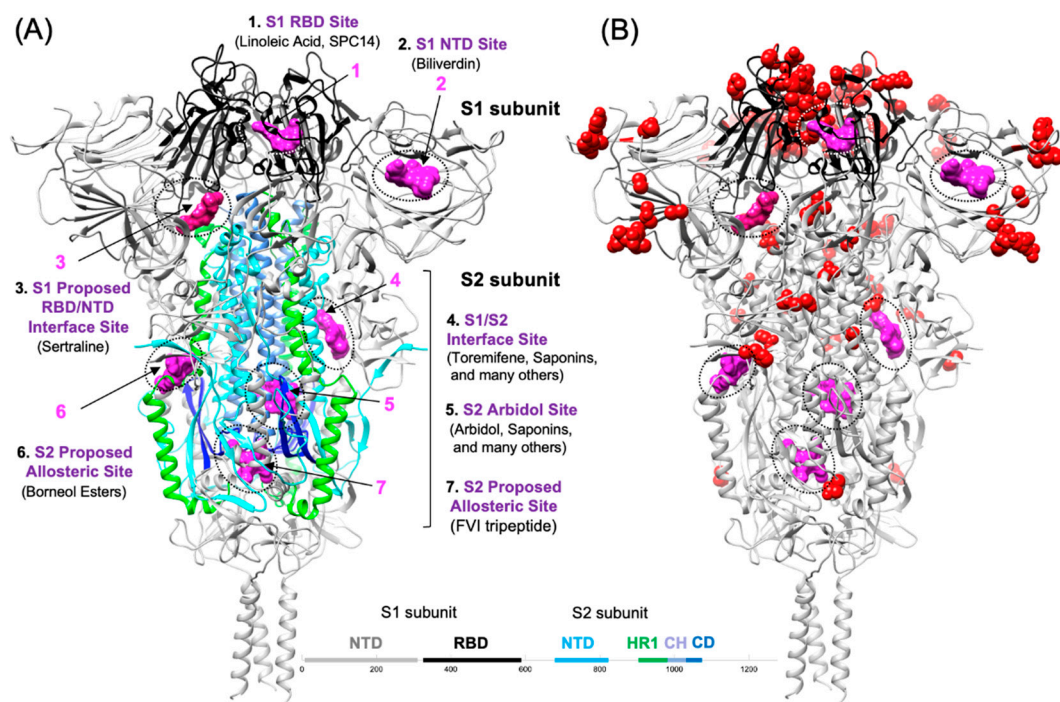 (A)
1. S1 RBD Site
(Linoleic Acid, SPC14)
1
2. S1 NTD Site
(Biliverdin)
2
S1 subunit
3
3. S1 Proposed
RBD/NTD
Interface Site
(Sertraline)
S2 subunit
4
4. S1/S2
Interface Site
(Toremifene, Saponins,
and many others)
5
5. S2 Arbidol Site
(Arbidol, Saponins,
and many others)
6
6. S2 Proposed
Allosteric Site
(Borneol Esters)
7
7. S2 Proposed
Allosteric Site
(FVI tripeptide)
(B)
S1 subunit S2 subunit
NTD RBD NTD HR1 CH CD
0 200 400 600 800 1000 1200